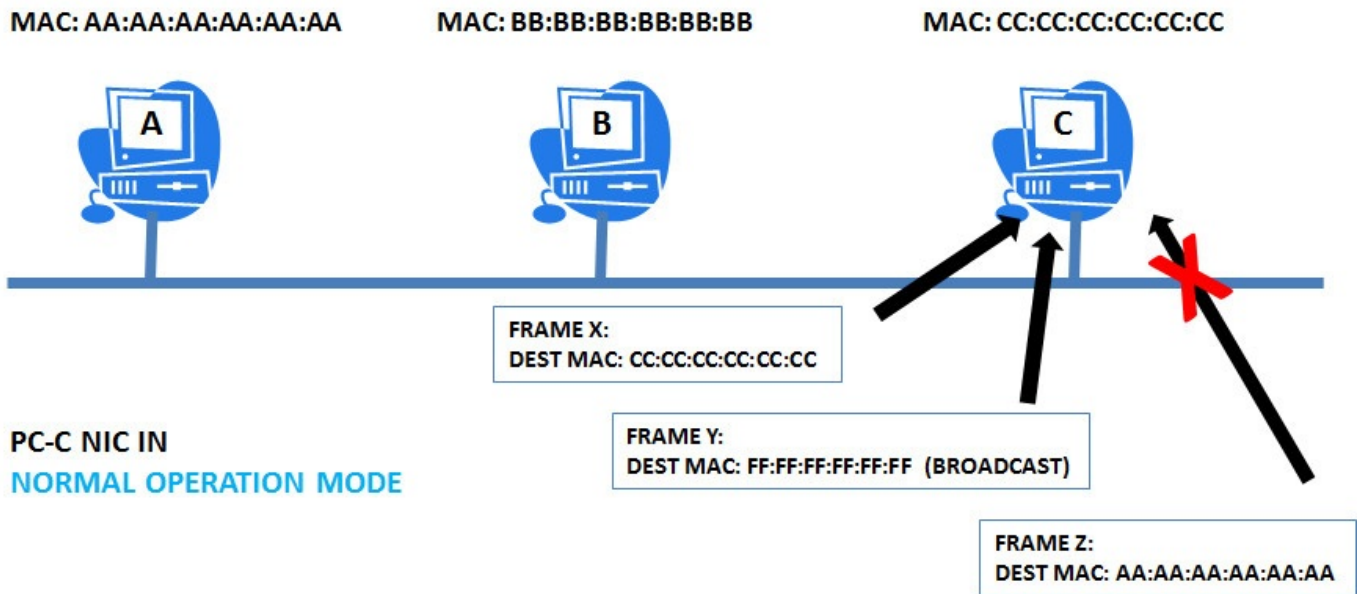 MAC: AA:AA:AA:AA:AA:AA
MAC: BB:BB:BB:BB:BB:BB
MAC: CC:CC:CC:CC:CC:CC
A
B
C
FRAME X:
DEST MAC: CC:CC:CC:CC:CC:CC
PC-C NIC IN
NORMAL OPERATION MODE
FRAME Y:
DEST MAC: FF:FF:FF:FF:FF:FF (BROADCAST)
FRAME Z:
DEST MAC: AA:AA:AA:AA:AA:AA